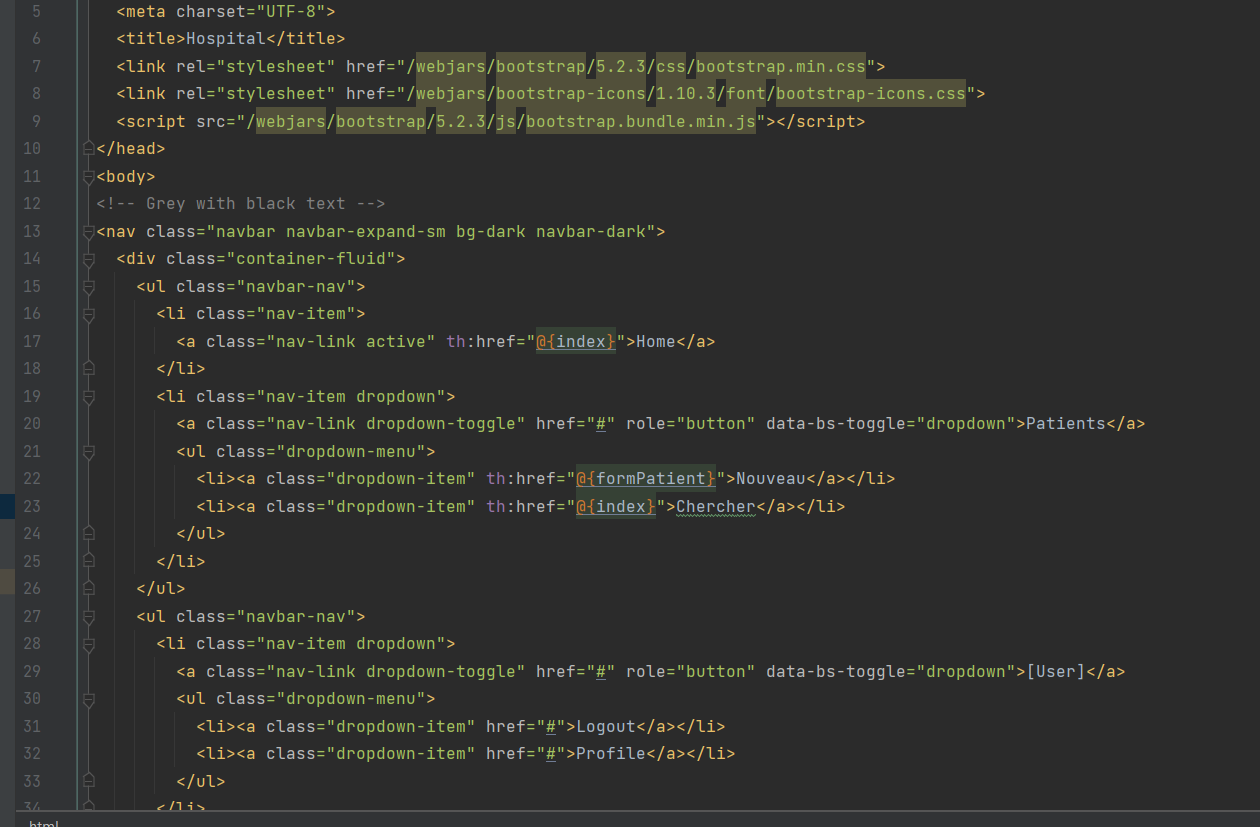 5 <meta charset="UTF-8">
6 <title>Hospital</title>
7 <link rel="stylesheet" href="/webjars/bootstrap/5.2.3/css/bootstrap.min.css">
8 <link rel="stylesheet" href="/webjars/bootstrap-icons/1.10.3/font/bootstrap-icons.css">
9 <script src="/webjars/bootstrap/5.2.3/js/bootstrap.bundle.min.js"></script>
10 </head>
11 <body>
12 <!-- Grey with black text -->
13 <nav class="navbar navbar-expand-sm bg-dark navbar-dark">
14 <div class="container-fluid">
15 <ul class="navbar-nav">
16 <li class="nav-item">
17 <a class="nav-link active" th:href="@{index}">Home</a>
18 </li>
19 <li class="nav-item dropdown">
20 <a class="nav-link dropdown-toggle" href="#" role="button" data-bs-toggle="dropdown">Patients</a>
21 <ul class="dropdown-menu">
22 <li><a class="dropdown-item" th:href="@{formPatient}">Nouveau</a></li>
23 <li><a class="dropdown-item" th:href="@{index}">Chercher</a></li>
24 </ul>
25 </li>
26 </ul>
27 <ul class="navbar-nav">
28 <li class="nav-item dropdown">
29 <a class="nav-link dropdown-toggle" href="#" role="button" data-bs-toggle="dropdown">[User]</a>
30 <ul class="dropdown-menu">
31 <li><a class="dropdown-item" href="#">Logout</a></li>
32 <li><a class="dropdown-item" href="#">Profile</a></li>
33 </ul>
34 </li>
html